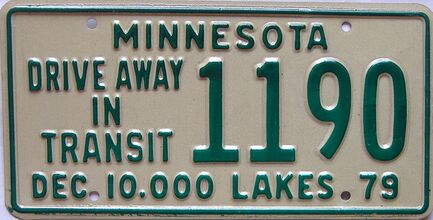 MINNESOTA
DRIVE AWAY
IN
TRANSIT
1190
DEC. 10,000 LAKES 79